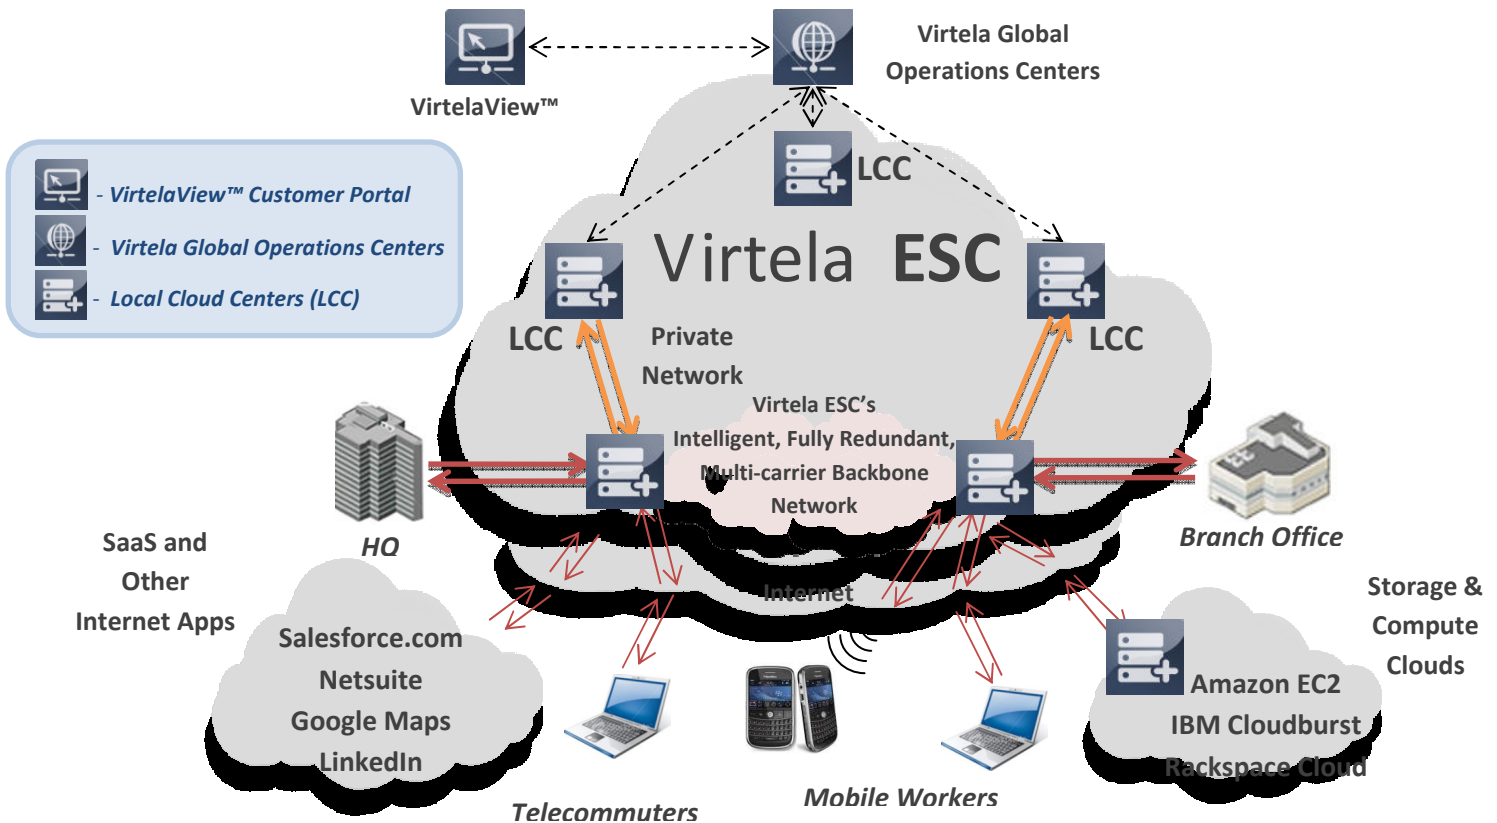 Virtela Global
Operations Centers
VirtelaView™
LCC
- VirtelaView™ Customer Portal
- Virtela Global Operations Centers
- Local Cloud Centers (LCC)
Virtela ESC
LCC
Private
Network
LCC
Virtela ESC’s
Intelligent, Fully Redundant,
Multi-carrier Backbone
Network
HQ
Branch Office
SaaS and
Other
Internet Apps
Internet
Storage &
Compute
Clouds
Salesforce.com
Netsuite
Google Maps
LinkedIn
Amazon EC2
IBM Cloudburst
Rackspace Cloud
Telecommuters
Mobile Workers